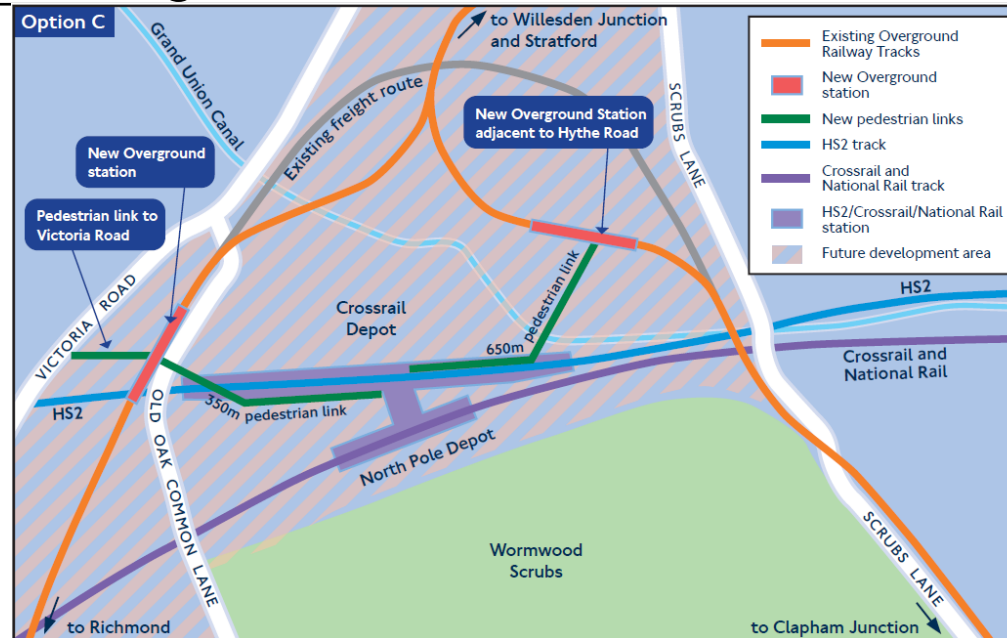 Option C
to Willesden Junction
and Stratford
Grand Union Canal
Existing freight route
SCRUBS LANE
New Overground Station
adjacent to Hythe Road
New Overground
station
Pedestrian link to
Victoria Road
Existing Overground
Railway Tracks
New Overground
station
New pedestrian links
HS2 track
Crossrail and
National Rail track
HS2/Crossrail/National Rail
station
Future development area
VICTORIA ROAD
Crossrail
Depot
650m pedestrian link
HS2
Crossrail and
National Rail
HS2
350m pedestrian link
OLD OAK COMMON LANE
North Pole Depot
Wormwood
Scrubs
SCRUBS LANE
to Richmond
to Clapham Junction